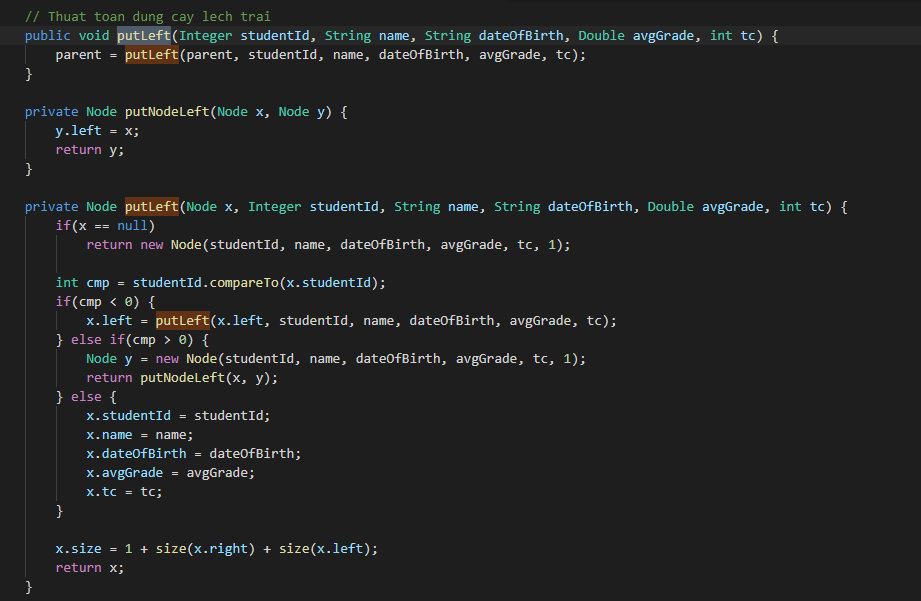 // Thuat toan dung cay lech trai
public void putLeft(Integer studentId, String name, String dateOfBirth, Double avgGrade, int tc) {
    parent = putLeft(parent, studentId, name, dateOfBirth, avgGrade, tc);
}

private Node putNodeLeft(Node x, Node y) {
    y.left = x;
    return y;
}

private Node putLeft(Node x, Integer studentId, String name, String dateOfBirth, Double avgGrade, int tc) {
    if(x == null)
        return new Node(studentId, name, dateOfBirth, avgGrade, tc, 1);

    int cmp = studentId.compareTo(x.studentId);
    if(cmp < 0) {
        x.left = putLeft(x.left, studentId, name, dateOfBirth, avgGrade, tc);
    } else if(cmp > 0) {
        Node y = new Node(studentId, name, dateOfBirth, avgGrade, tc, 1);
        return putNodeLeft(x, y);
    } else {
        x.studentId = studentId;
        x.name = name;
        x.dateOfBirth = dateOfBirth;
        x.avgGrade = avgGrade;
        x.tc = tc;
    }

    x.size = 1 + size(x.right) + size(x.left);
    return x;
}